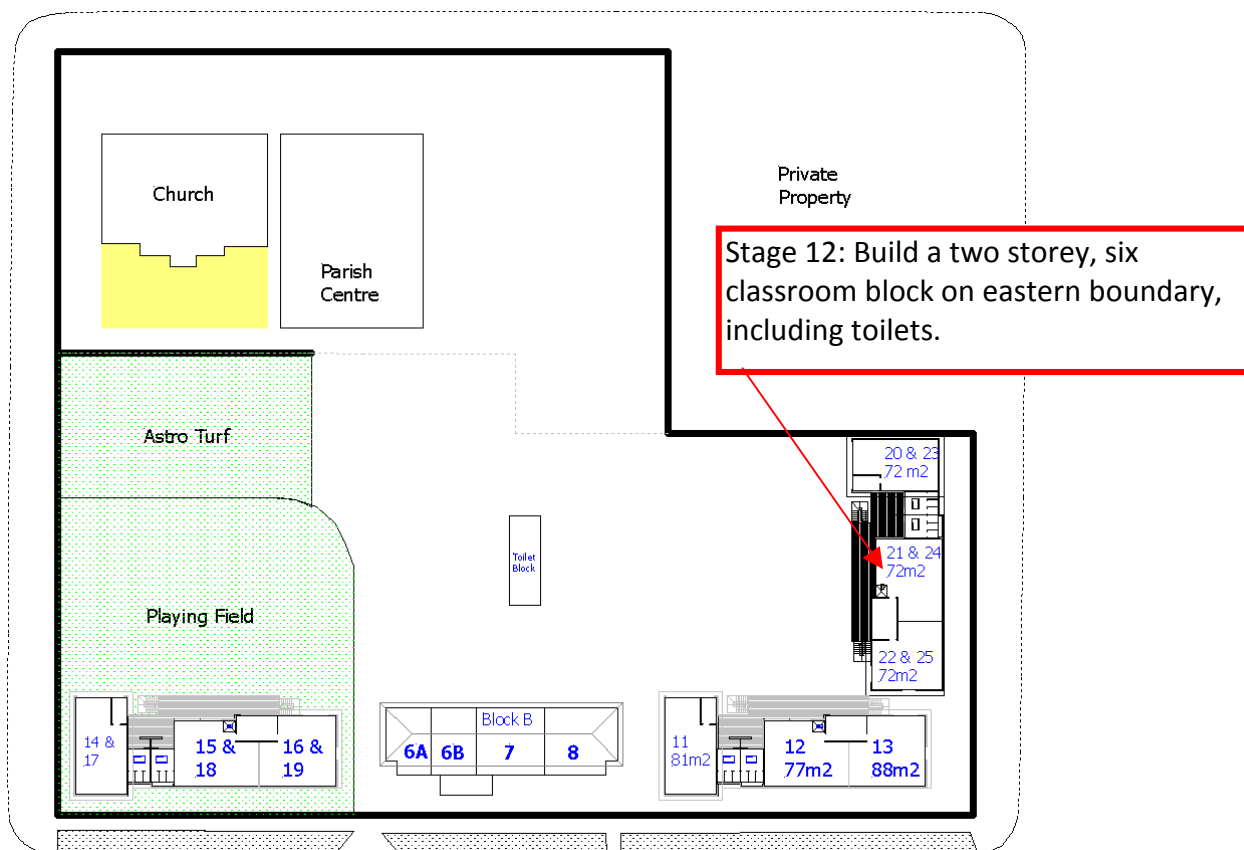 Church
Parish
Centre
Private
Property
Stage 12: Build a two storey, six
classroom block on eastern boundary,
including toilets.
Astro Turf
20 & 23
72 m2
Toilet
Block
21 & 24
72m2
Playing Field
22 & 25
72m2
14 &
17
15 &
18
16 &
19
Block B
6A
6B
7
8
11
81m2
12
77m2
13
88m2